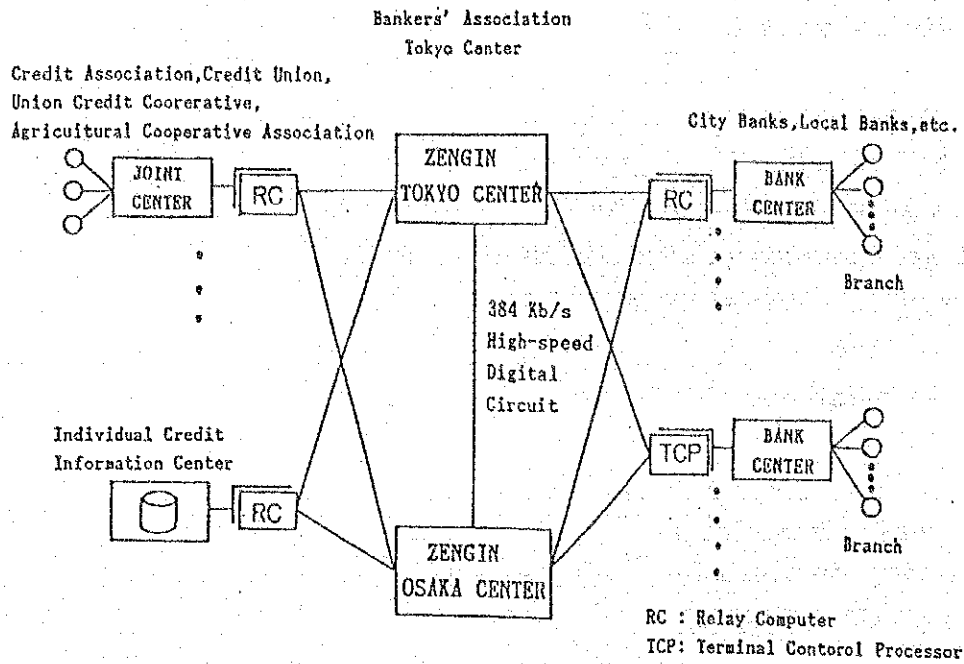 Bankers' Association
Tokyo Canter
Credit Association,Credit Union,
Union Credit Coorerative,
Agricultural Cooperative Association
City Banks,Local Banks,etc.
JOINT
CENTER
RC
ZENGIN
TOKYO CENTER
RC
BANK
CENTER
Branch
384 Kb/s
High-speed
Digital
Circuit
Individual Credit
Information Center
RC
TCP
BANK
CENTER
Branch
ZENGIN
OSAKA CENTER
RC : Relay Computer
TCP: Terminal Contorol Processor